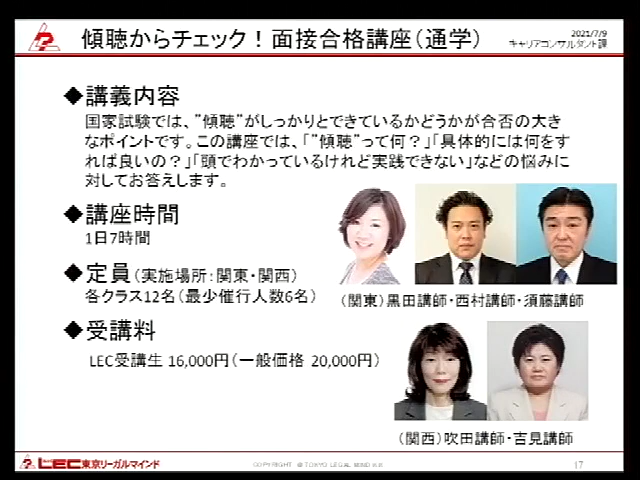 2021/7/9
キャリアコンサルタント課
傾聴からチェック！面接合格講座（通学）
◆講義内容
国家試験では、”傾聴”がしっかりとできているかどうかが合否の大き
なポイントです。この講座では、「”傾聴”って何？」「具体的には何をす
れば良いの？」「頭でわかっているけれど実践できない」などの悩みに
対してお答えします。
◆講座時間
1日7時間
◆定員（実施場所：関東・関西）
各クラス12名（最少催行人数6名）
（関東）黒田講師・西村講師・須藤講師
◆受講料
LEC受講生 16,000円（一般価格 20,000円）
（関西）吹田講師・吉見講師
LEC東京リーガルマインド
COPYRIGHT @ TOKYO LEGAL MIND K.K
17